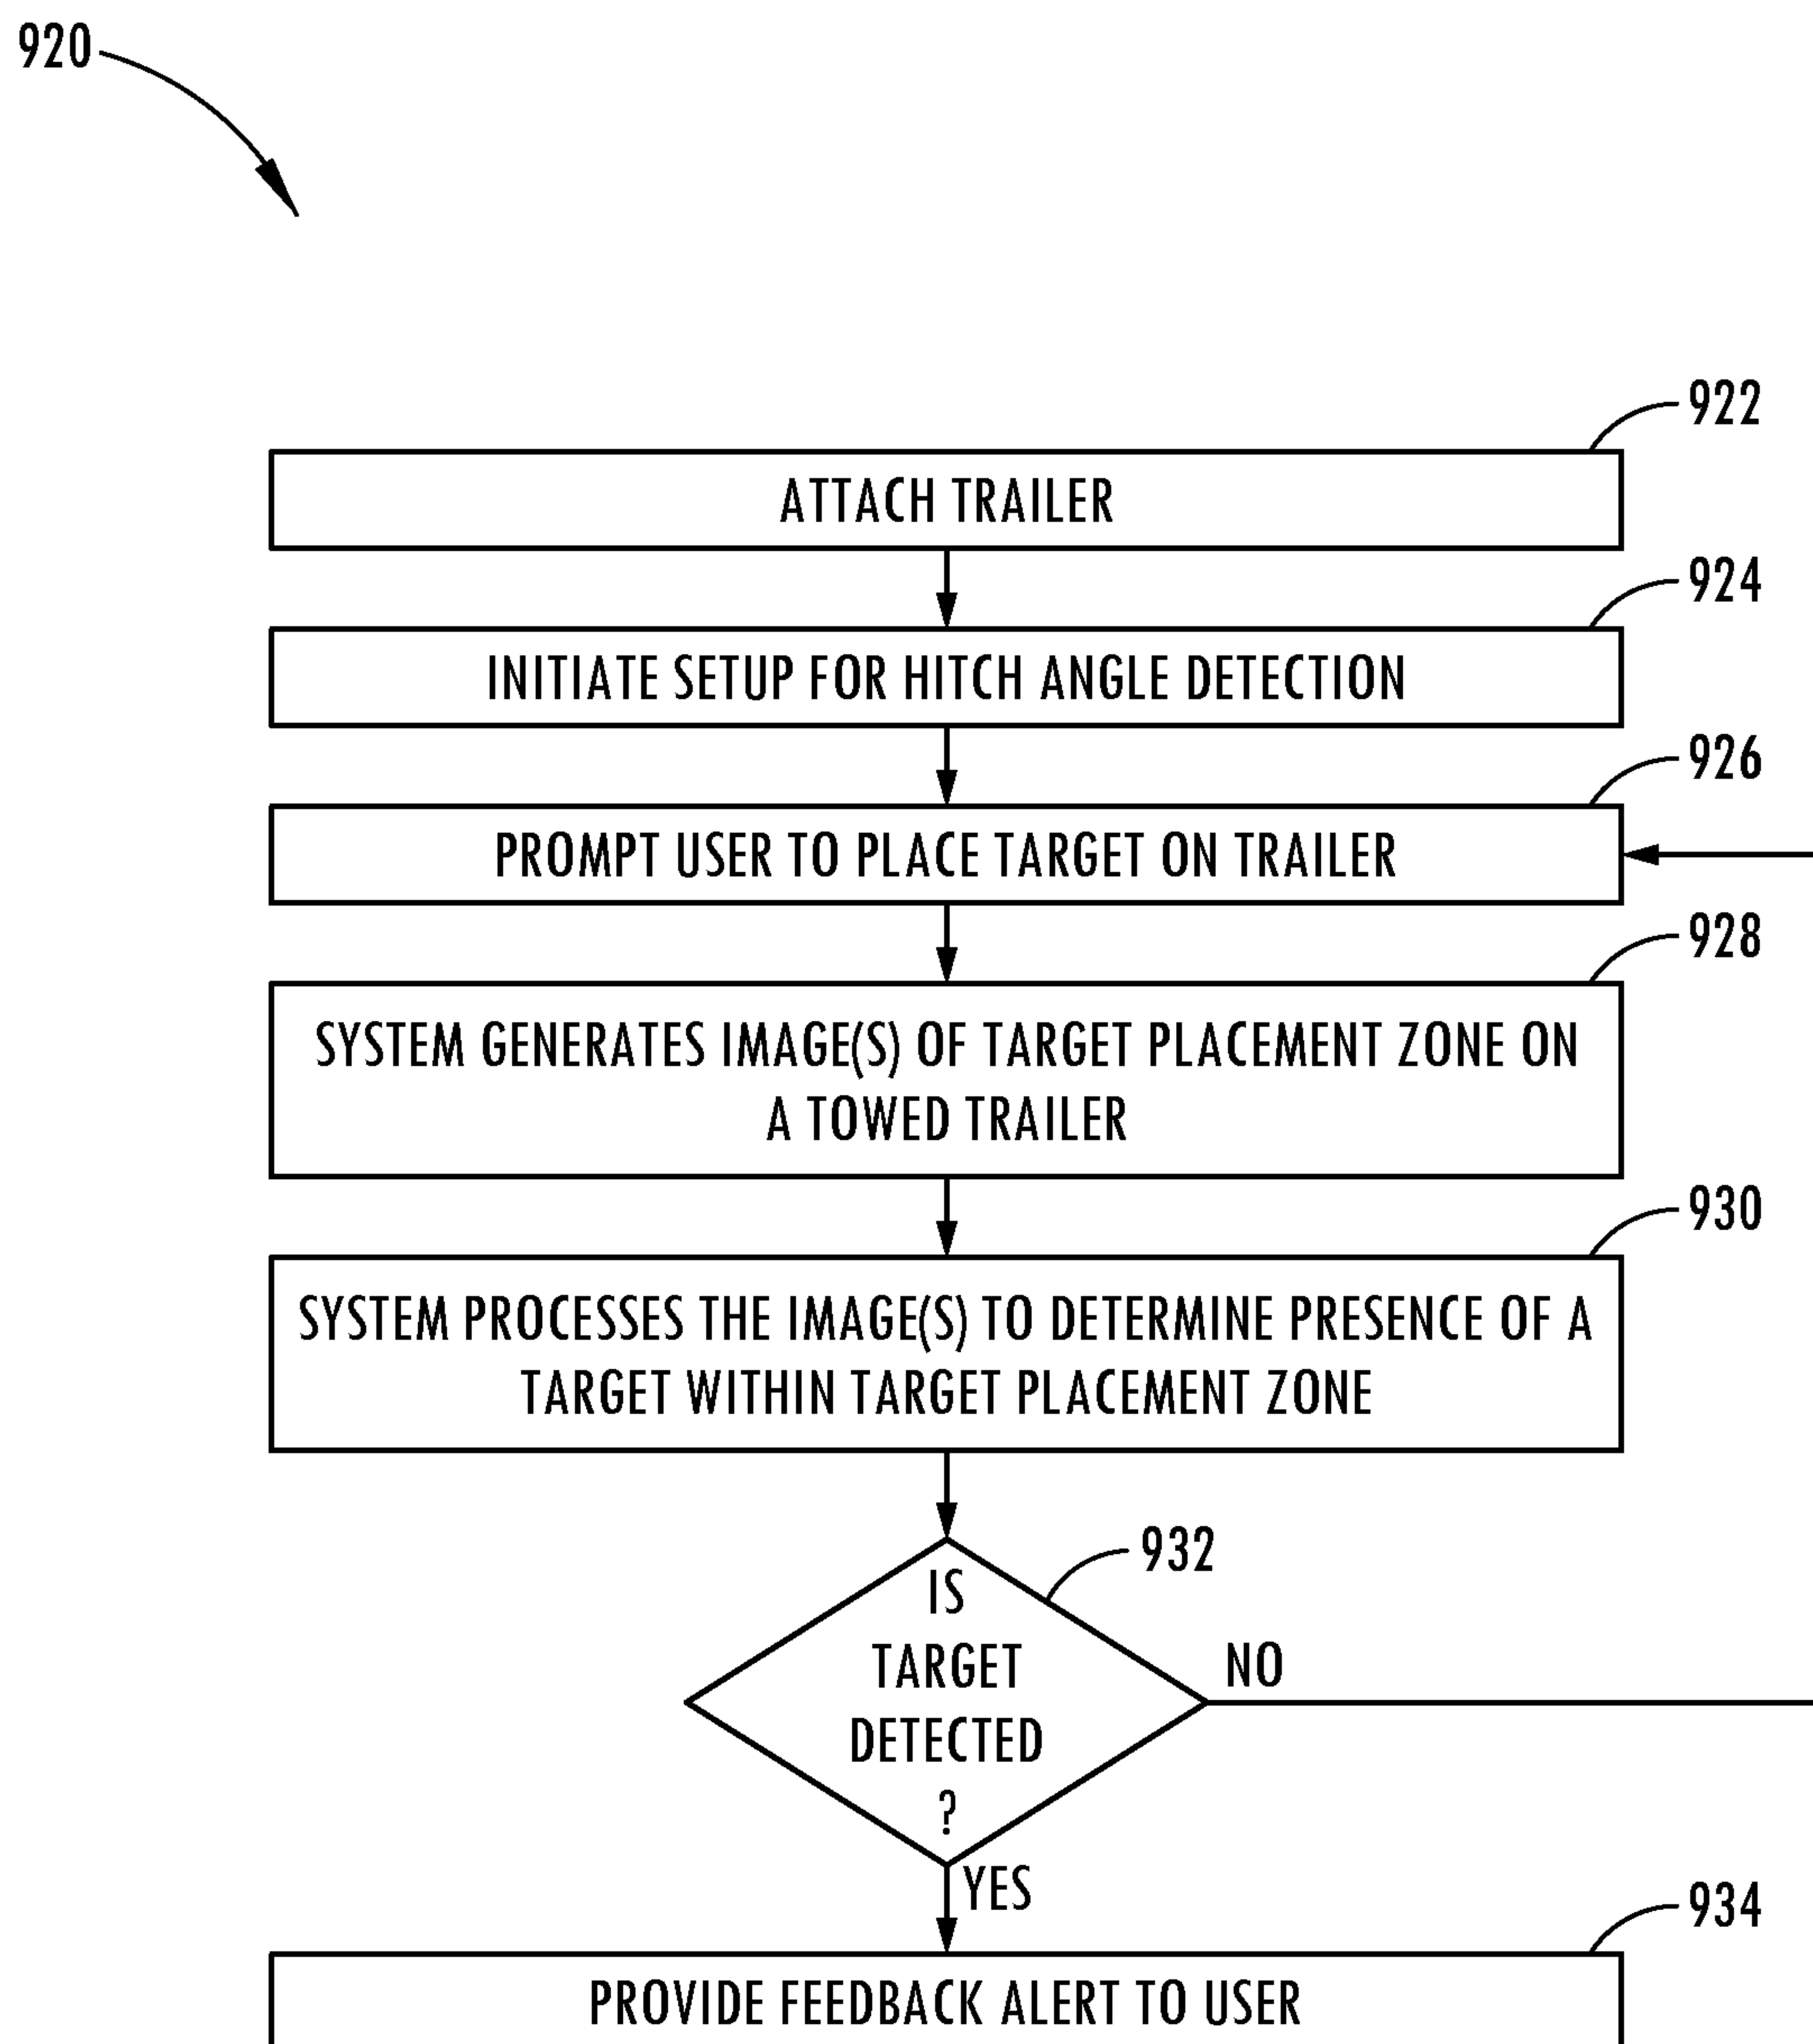 920
922
ATTACH TRAILER
924
INITIATE SETUP FOR HITCH ANGLE DETECTION
926
PROMPT USER TO PLACE TARGET ON TRAILER
928
SYSTEM GENERATES IMAGE(S) OF TARGET PLACEMENT ZONE ON
A TOWED TRAILER
930
SYSTEM PROCESSES THE IMAGE(S) TO DETERMINE PRESENCE OF A
TARGET WITHIN TARGET PLACEMENT ZONE
932
IS
TARGET
DETECTED
?
NO
YES
934
PROVIDE FEEDBACK ALERT TO USER